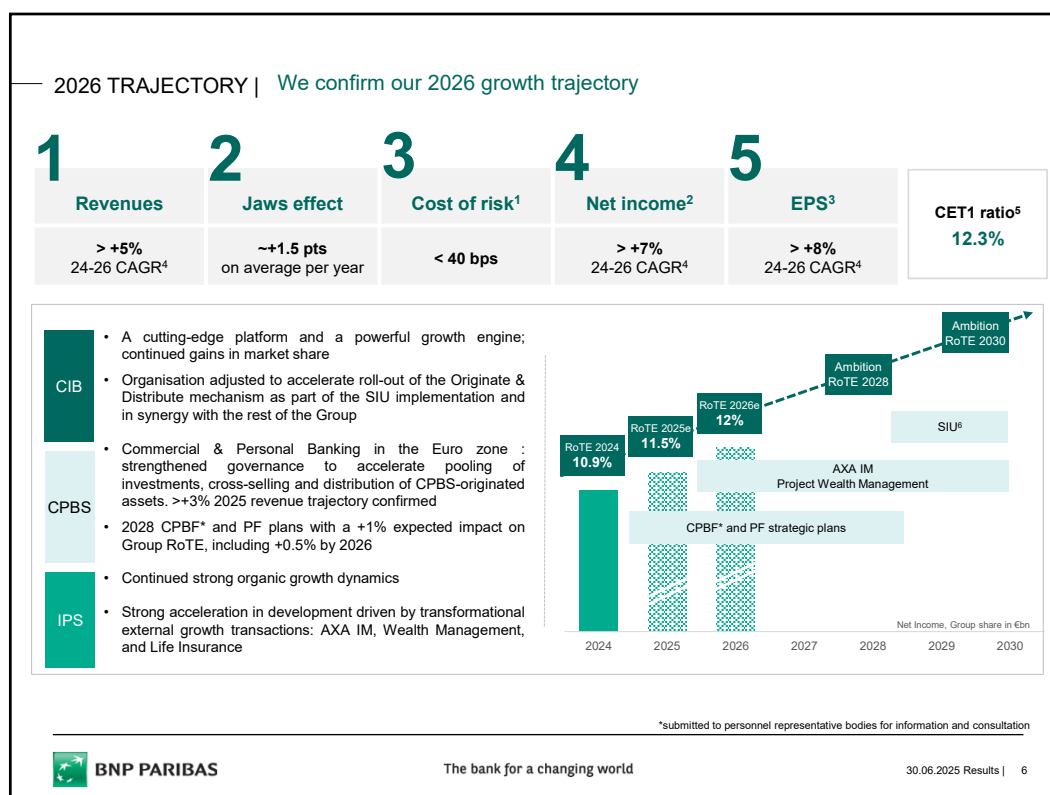 2026 TRAJECTORY | We confirm our 2026 growth trajectory
1
Revenues
> +5%
24-26 CAGR4
2
Jaws effect
~+1.5 pts
on average per year
3
Cost of risk1
< 40 bps
4
Net income2
> +7%
24-26 CAGR4
5
EPS3
> +8%
24-26 CAGR4
CET1 ratio5
12.3%
CIB
• A cutting-edge platform and a powerful growth engine;
continued gains in market share
• Organisation adjusted to accelerate roll-out of the Originate &
Distribute mechanism as part of the SIU implementation and
in synergy with the rest of the Group
CPBS
• Commercial & Personal Banking in the Euro zone :
strengthened governance to accelerate pooling of
investments, cross-selling and distribution of CPBS-originated
assets. >+3% 2025 revenue trajectory confirmed
• 2028 CPBF* and PF plans with a +1% expected impact on
Group RoTE, including +0.5% by 2026
IPS
• Continued strong organic growth dynamics
• Strong acceleration in development driven by transformational
external growth transactions: AXA IM, Wealth Management,
and Life Insurance
RoTE 2024
10.9%
RoTE 2025e
11.5%
RoTE 2026e
12%
Ambition
RoTE 2028
Ambition
RoTE 2030
SIU6
AXA IM
Project Wealth Management
CPBF* and PF strategic plans
Net Income, Group share in €bn
2024 2025 2026 2027 2028 2029 2030
*submitted to personnel representative bodies for information and consultation
BNP PARIBAS
The bank for a changing world
30.06.2025 Results | 6